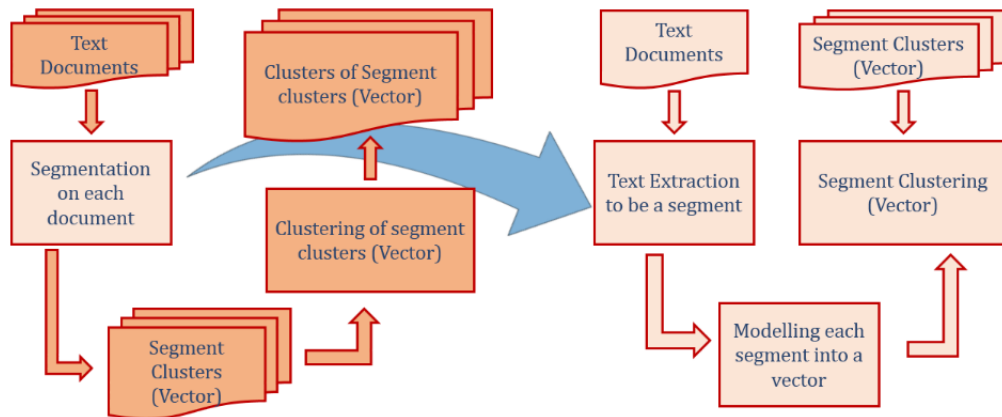 Text
Documents
Segmentation
on each
document
Segment
Clusters
(Vector)
Clustering of segment
clusters (Vector)
Clusters of Segment
clusters (Vector)
Text
Documents
Text Extraction
to be a segment
Modelling each
segment into a
vector
Segment Clustering
(Vector)
Segment Clusters
(Vector)